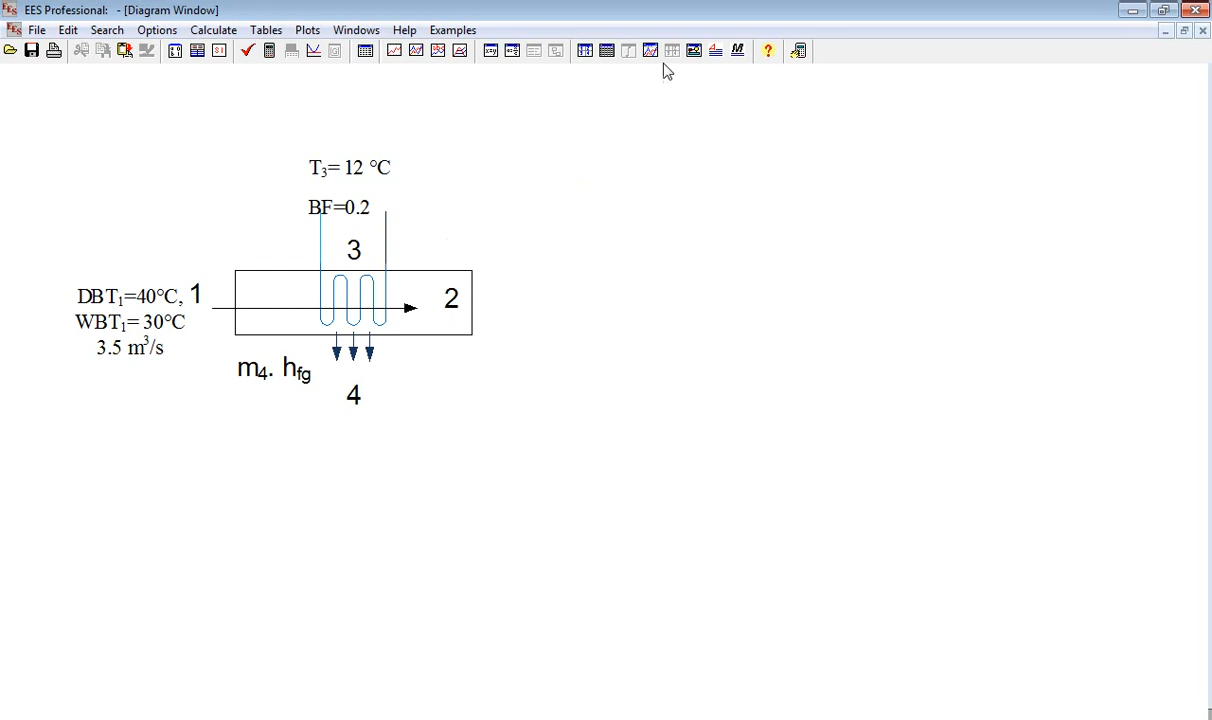 EES Professional:  - [Diagram Window]
File Edit Search Options Calculate Tables Plots Windows Help Examples
T₃= 12 °C
BF=0.2
3
DBT₁=40°C, 1
2
WBT₁= 30°C
3.5 m³/s
m₄. h_fg
4